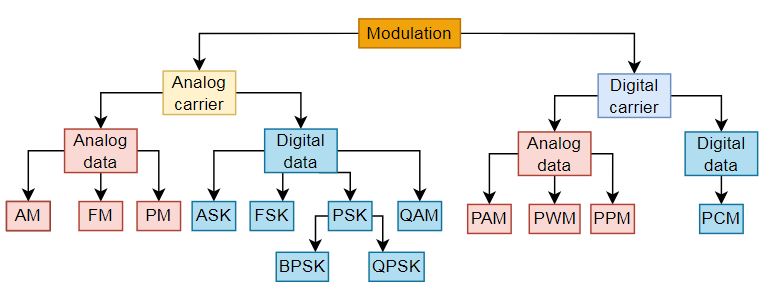 Modulation
Analog
carrier
Digital
carrier
Analog
data
Digital
data
Analog
data
Digital
data
AM
FM
PM
ASK
FSK
PSK
QAM
PAM
PWM
PPM
PCM
BPSK
QPSK